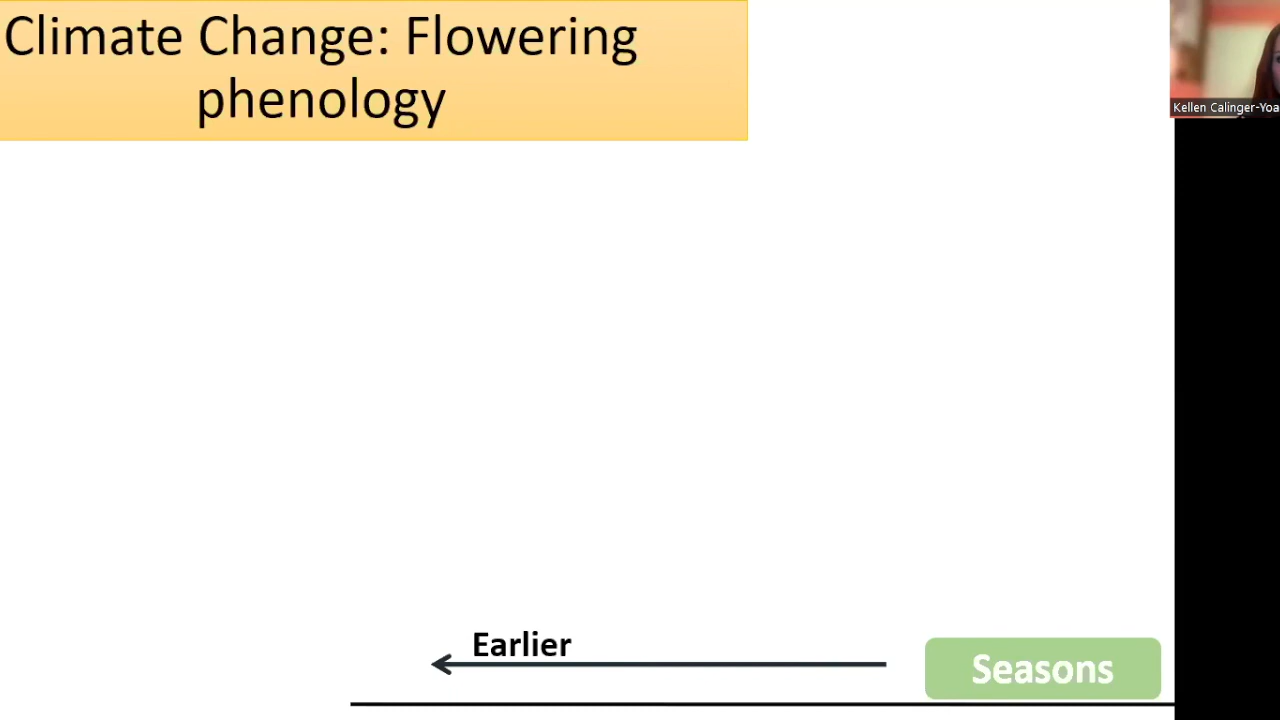 Climate Change: Flowering
phenology
Kellen Calinger-Yoa
Earlier
Seasons